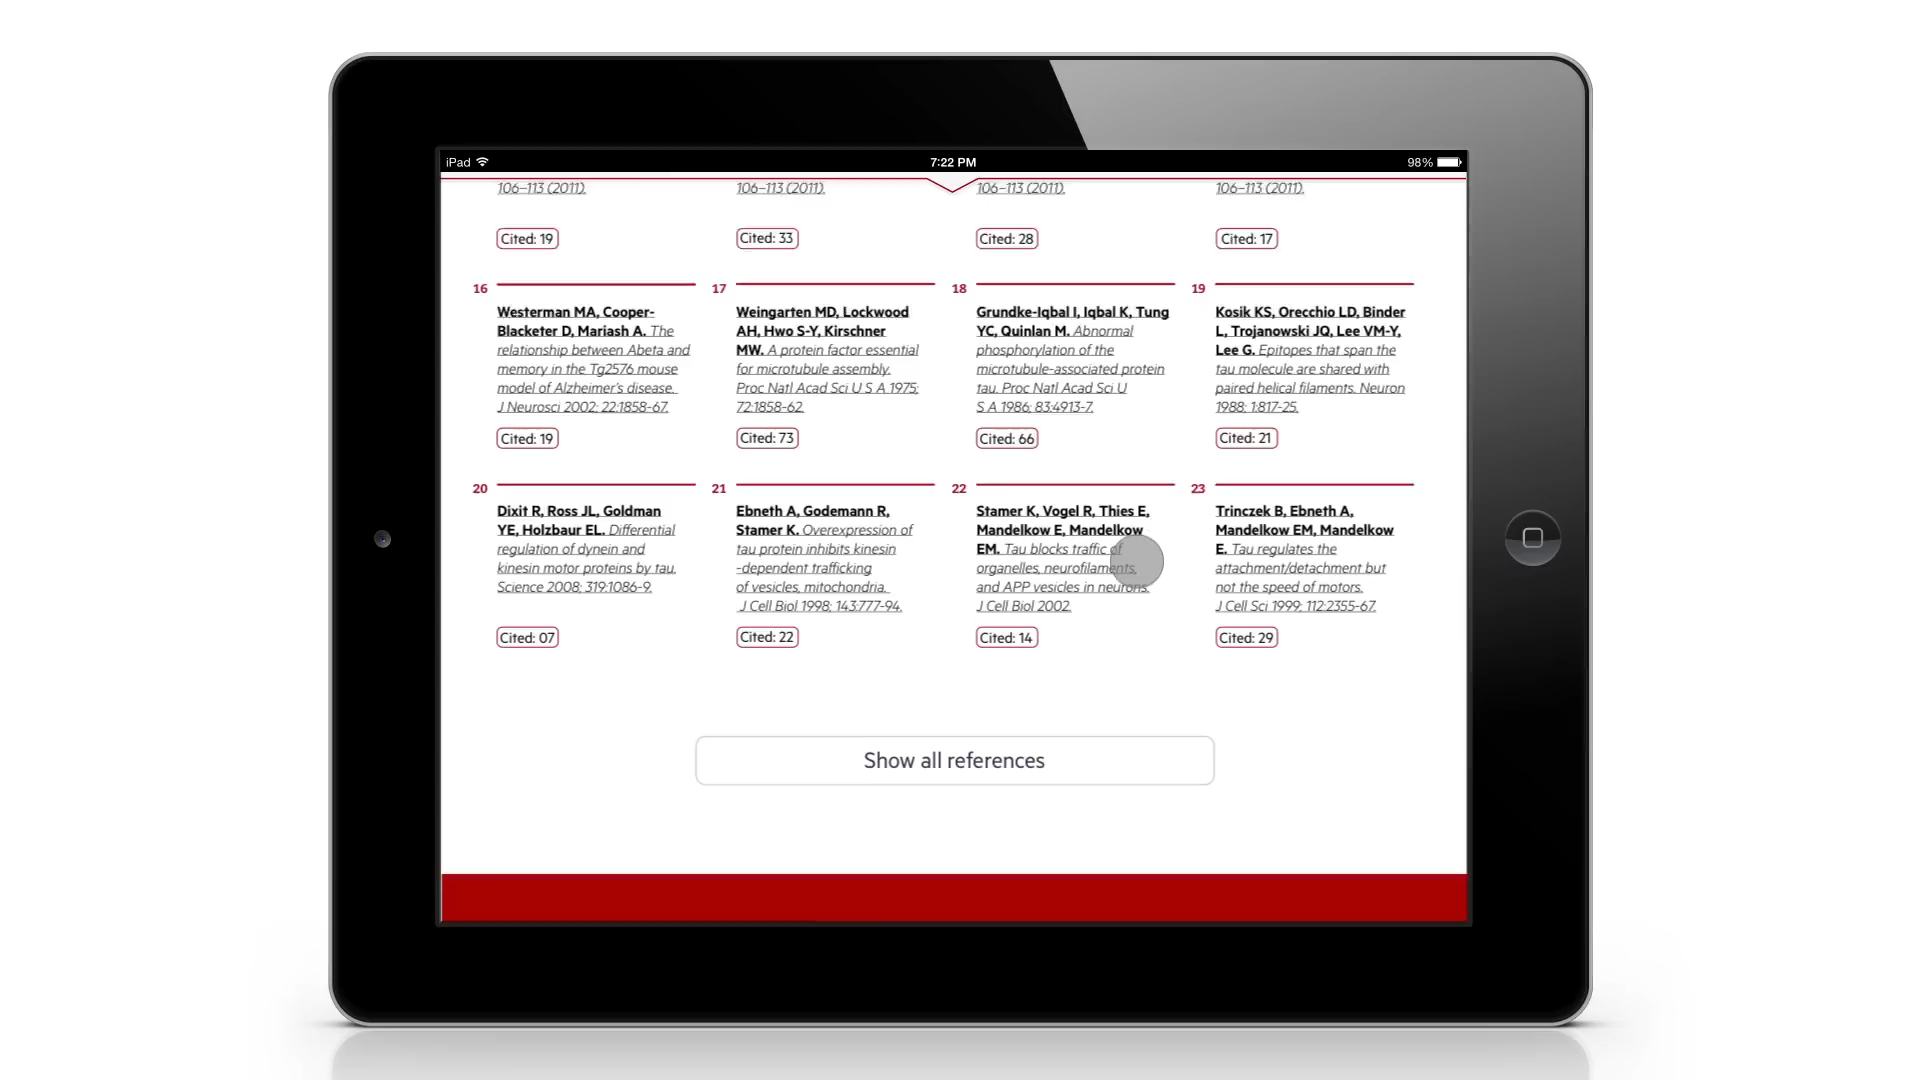 iPad 7:22 PM 98%
106–113 (2011). 106–113 (2011). 106–113 (2011). 106–113 (2011).
Cited: 19 Cited: 33 Cited: 28 Cited: 17
16
Westerman MA, Cooper-
Blacketer D, Mariash A. The
relationship between Abeta and
memory in the Tg2576 mouse
model of Alzheimer's disease.
J Neurosci 2002; 22:1858-67.
Cited: 19
17
Weingarten MD, Lockwood
AH, Hwo S-Y, Kirschner
MW. A protein factor essential
for microtubule assembly.
Proc Natl Acad Sci U S A 1975;
72:1858-62.
Cited: 73
18
Grundke-Iqbal I, Iqbal K, Tung
YC, Quinlan M. Abnormal
phosphorylation of the
microtubule-associated protein
tau. Proc Natl Acad Sci U
S A 1986; 83:4913-7.
Cited: 66
19
Kosik KS, Orecchio LD, Binder
L, Trojanowski JQ, Lee VM-Y,
Lee G. Epitopes that span the
tau molecule are shared with
paired helical filaments. Neuron
1988; 1:817-25.
Cited: 21
20
Dixit R, Ross JL, Goldman
YE, Holzbaur EL. Differential
regulation of dynein and
kinesin motor proteins by tau.
Science 2008; 319:1086-9.
Cited: 07
21
Ebneth A, Godemann R,
Stamer K. Overexpression of
tau protein inhibits kinesin
-dependent trafficking
of vesicles, mitochondria.
J Cell Biol 1998; 143:777-94.
Cited: 22
22
Stamer K, Vogel R, Thies E,
Mandelkow E, Mandelkow
EM. Tau blocks traffic of
organelles, neurofilaments,
and APP vesicles in neurons.
J Cell Biol 2002.
Cited: 14
23
Trinczek B, Ebneth A,
Mandelkow EM, Mandelkow
E. Tau regulates the
attachment/detachment but
not the speed of motors.
J Cell Sci 1999; 112:2355-67.
Cited: 29
Show all references